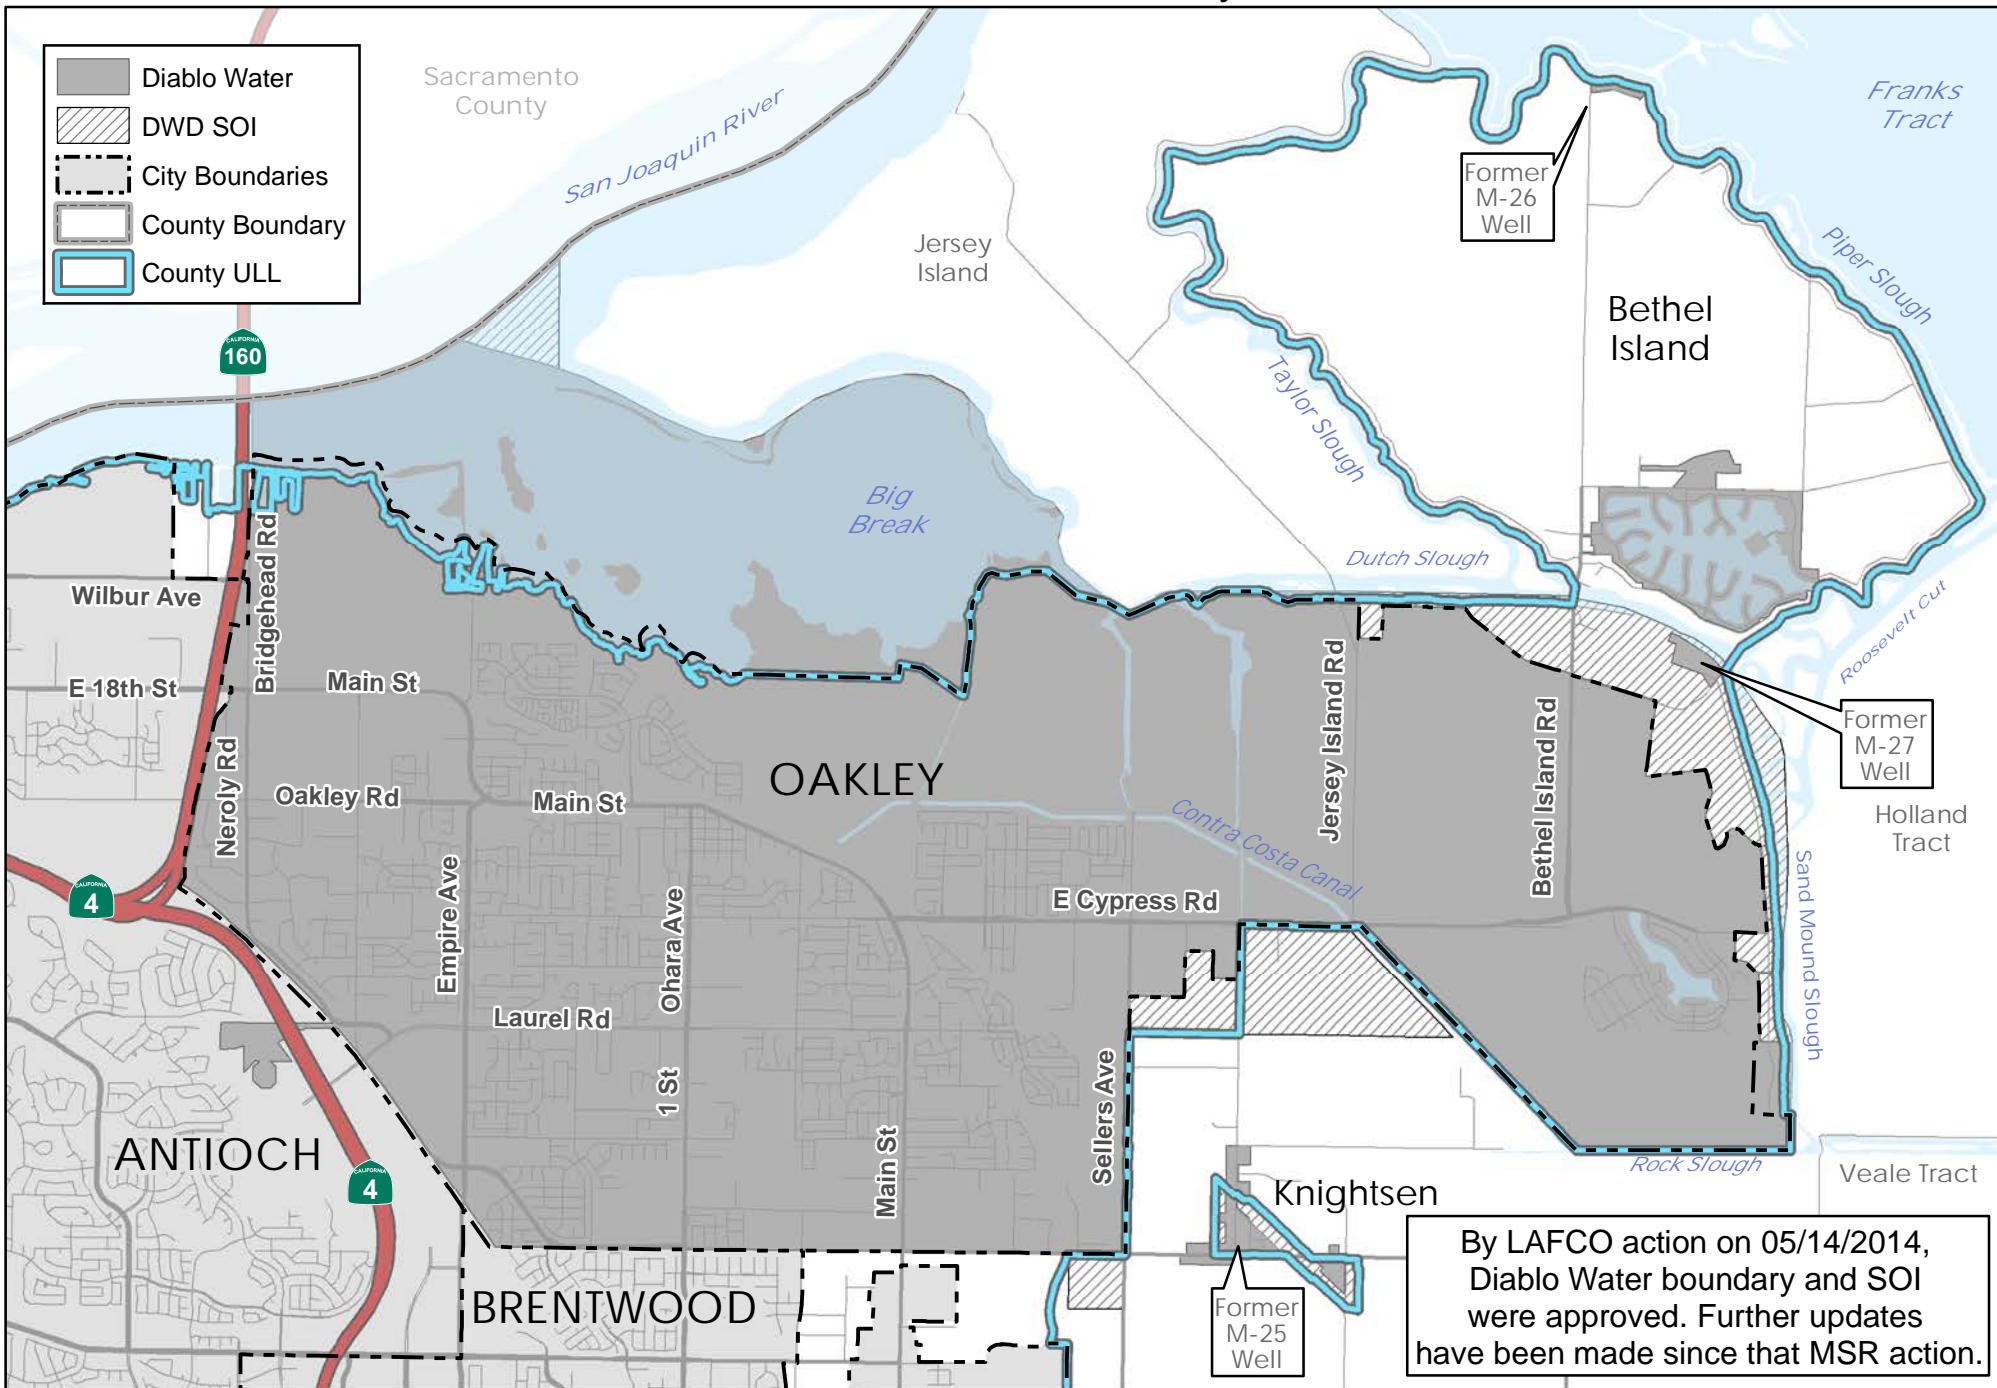 Diablo Water
DWD SOI
City Boundaries
County Boundary
County ULL
Sacramento
County
San Joaquin River
Franks
Tract
Former
M-26
Well
Jersey
Island
Piper Slough
Bethel
Island
CALIFORNIA
160
Taylor Slough
Big
Break
Dutch Slough
Roosevelt Cut
Wilbur Ave
Bridgehead Rd
E 18th St
Main St
Neroly Rd
Oakley Rd
Main St
OAKLEY
Jersey Island Rd
Bethel Island Rd
Former
M-27
Well
Holland
Tract
Contra Costa Canal
CALIFORNIA
4
Empire Ave
Ohara Ave
E Cypress Rd
Sand Mound Slough
Laurel Rd
1 St
Sellers Ave
ANTIOCH
CALIFORNIA
4
Main St
Rock Slough
Veale Tract
Knightsen
BRENTWOOD
Former
M-25
Well
By LAFCO action on 05/14/2014,
Diablo Water boundary and SOI
were approved. Further updates
have been made since that MSR action.